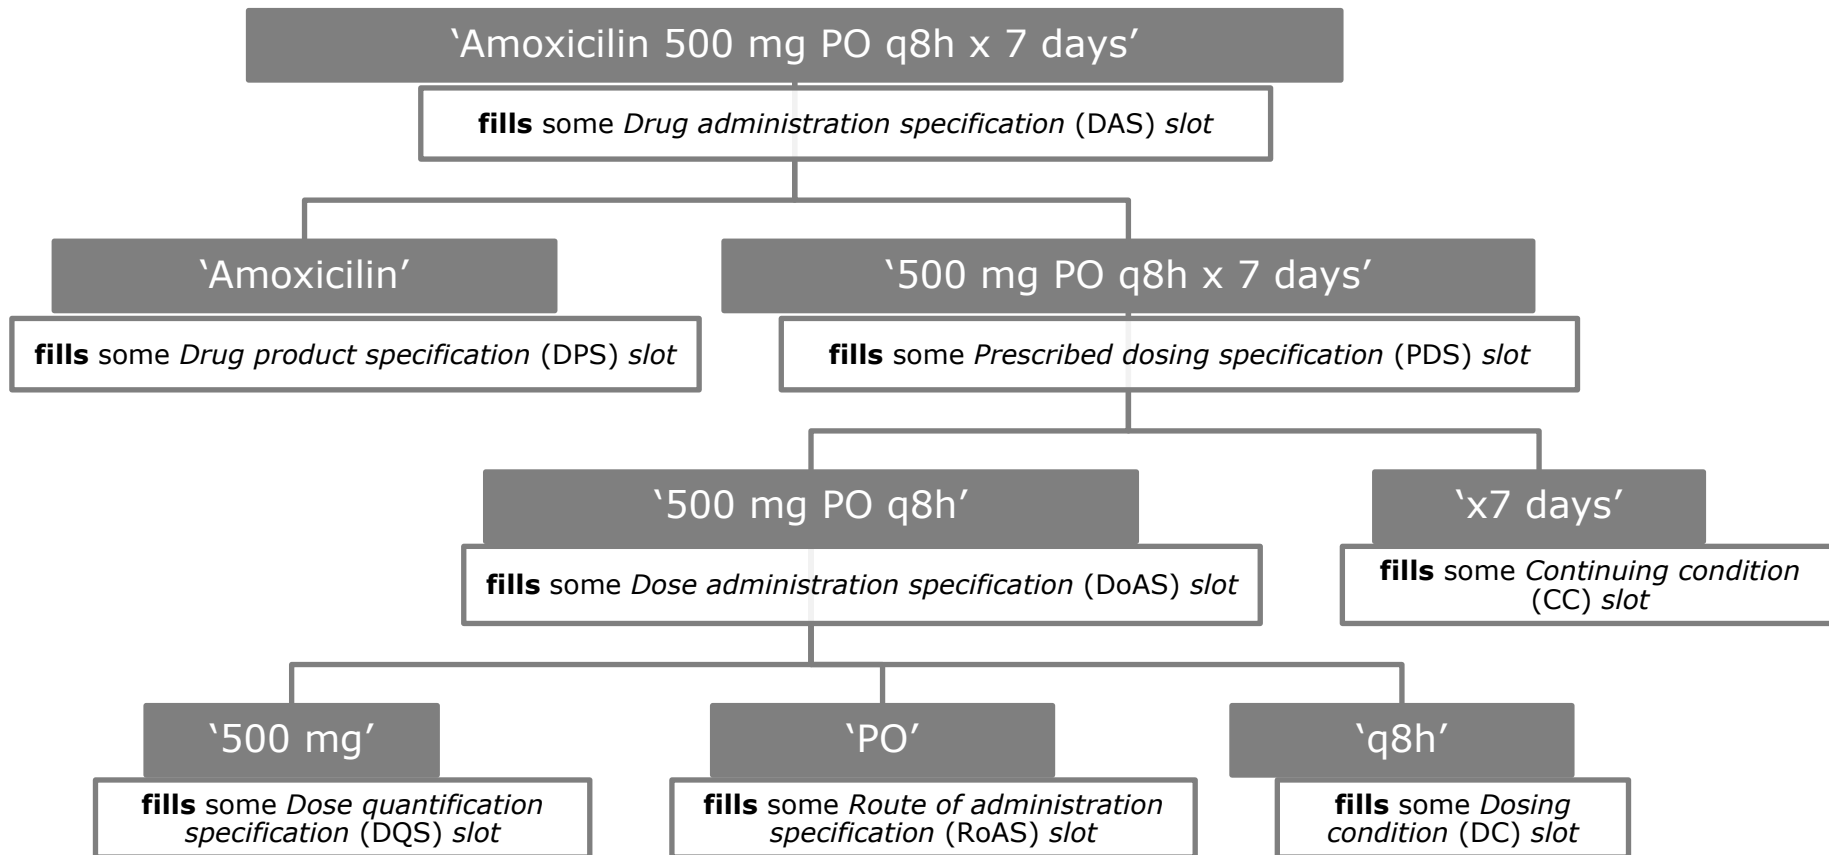 ‘Amoxicilin 500 mg PO q8h x 7 days’
fills some Drug administration specification (DAS) slot
‘Amoxicilin’
fills some Drug product specification (DPS) slot
‘500 mg PO q8h x 7 days’
fills some Prescribed dosing specification (PDS) slot
‘500 mg PO q8h’
fills some Dose administration specification (DoAS) slot
‘x7 days’
fills some Continuing condition
(CC) slot
‘500 mg’
fills some Dose quantification
specification (DQS) slot
‘PO’
fills some Route of administration
specification (RoAS) slot
‘q8h’
fills some Dosing
condition (DC) slot